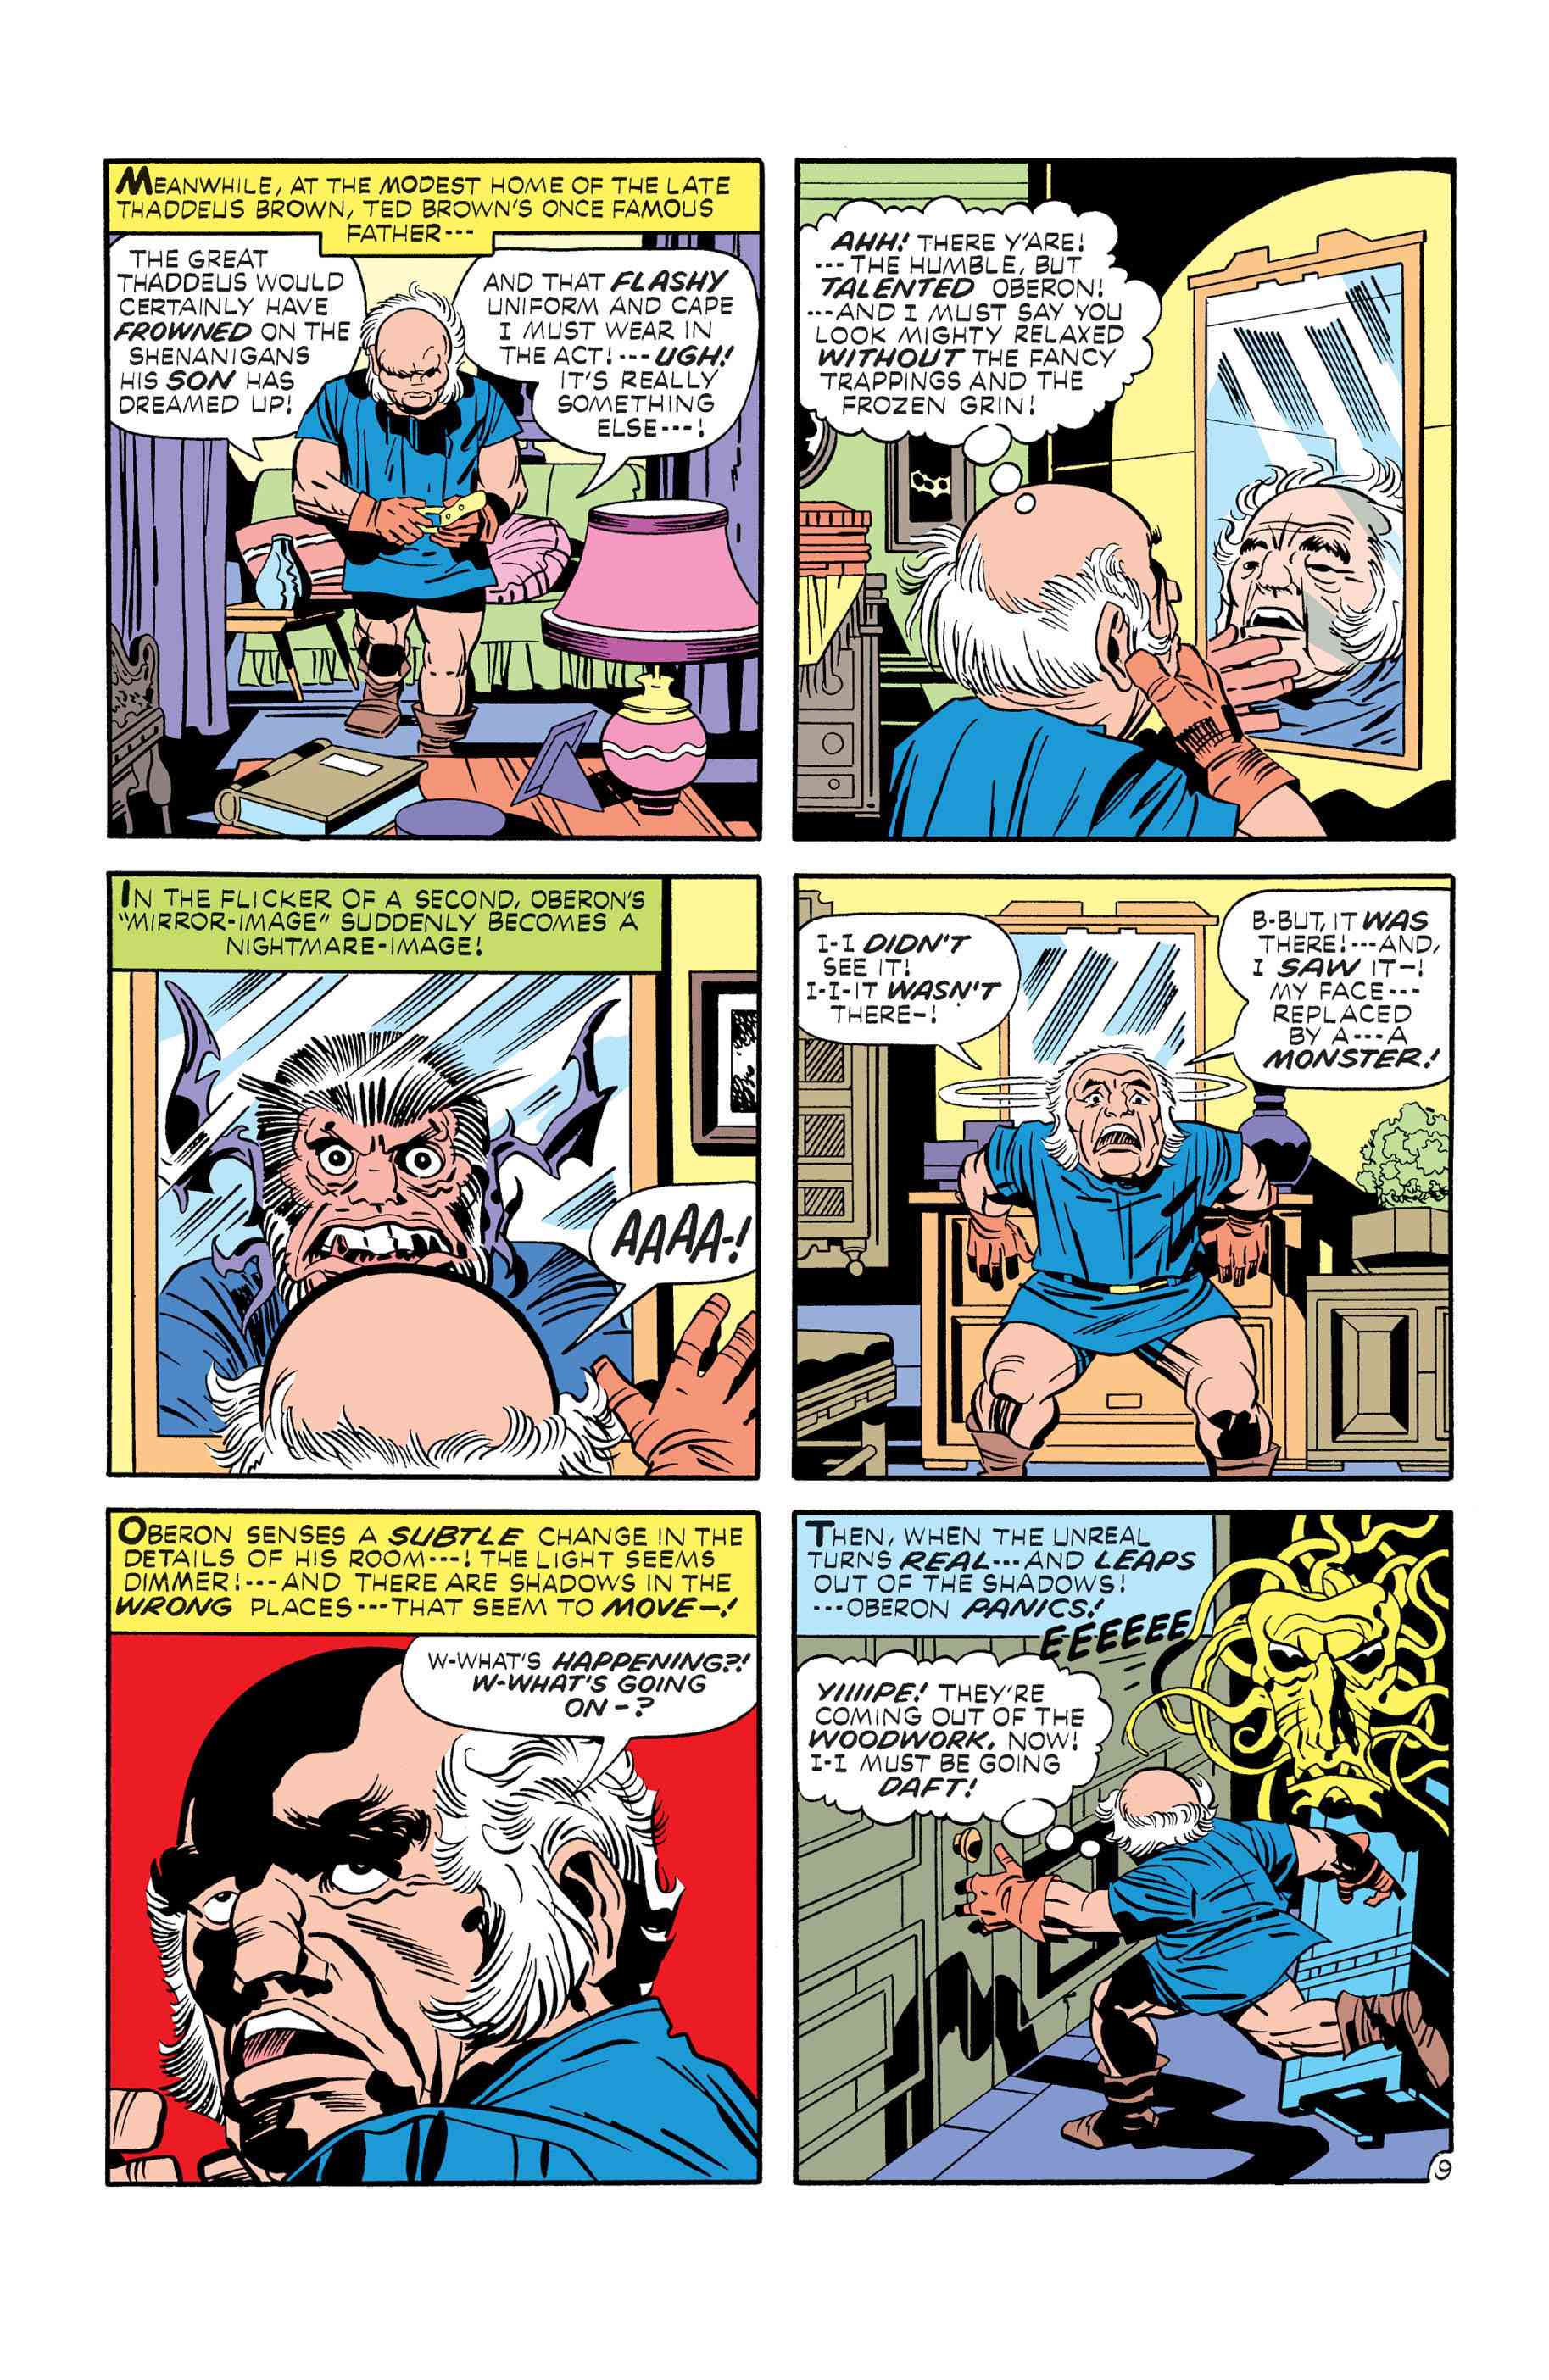 MEANWHILE, AT THE MODEST HOME OF THE LATE
THADDEUS BROWN, TED BROWN'S ONCE FAMOUS
FATHER---
THE GREAT
THADDEUS WOULD
CERTAINLY HAVE
FROWNED ON THE
SHENANIGANS
HIS SON HAS
DREAMED UP!
AND THAT FLASHY
UNIFORM AND CAPE
I MUST WEAR IN
THE ACT!---UGH!
IT'S REALLY
SOMETHING
ELSE---!
AHH! THERE Y'ARE!
---THE HUMBLE, BUT
TALENTED OBERON!
---AND I MUST SAY YOU
LOOK MIGHTY RELAXED
WITHOUT THE FANCY
TRAPPINGS AND THE
FROZEN GRIN!
IN THE FLICKER OF A SECOND, OBERON'S
"MIRROR-IMAGE" SUDDENLY BECOMES A
NIGHTMARE-IMAGE!
AAAA-!
I-I DIDN'T
SEE IT!
I-I-IT WASN'T
THERE-!
B-BUT, IT WAS
THERE!---AND,
I SAW IT-!
MY FACE---
REPLACED
BY A---A
MONSTER!
OBERON SENSES A SUBTLE CHANGE IN THE
DETAILS OF HIS ROOM---! THE LIGHT SEEMS
DIMMER!---AND THERE ARE SHADOWS IN THE
WRONG PLACES---THAT SEEM TO MOVE-!
W-WHAT'S HAPPENING?!
W-WHAT'S GOING
ON-?
THEN, WHEN THE UNREAL
TURNS REAL---AND LEAPS
OUT OF THE SHADOWS!
---OBERON PANICS!
EEEEEE
YIIIIPE! THEY'RE
COMING OUT OF THE
WOODWORK, NOW!
I-I MUST BE GOING
DAFT!
9